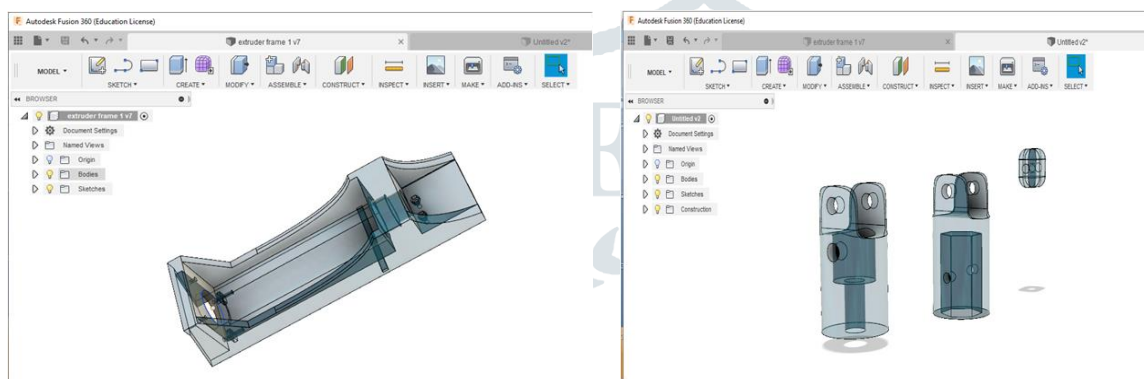 Autodesk Fusion 360 (Education License)
extruder frame 1 v7
Untitled v2*
MODEL
SKETCH CREATE MODIFY ASSEMBLE CONSTRUCT INSPECT INSERT MAKE ADD-INS SELECT
BROWSER
extruder frame 1 v7
Document Settings
Named Views
Origin
Bodies
Sketches
Autodesk Fusion 360 (Education License)
extruder frame 1 v7
Untitled v2*
MODEL
SKETCH CREATE MODIFY ASSEMBLE CONSTRUCT INSPECT INSERT MAKE ADD-INS SELECT
BROWSER
Untitled v2
Document Settings
Named Views
Origin
Bodies
Sketches
Construction